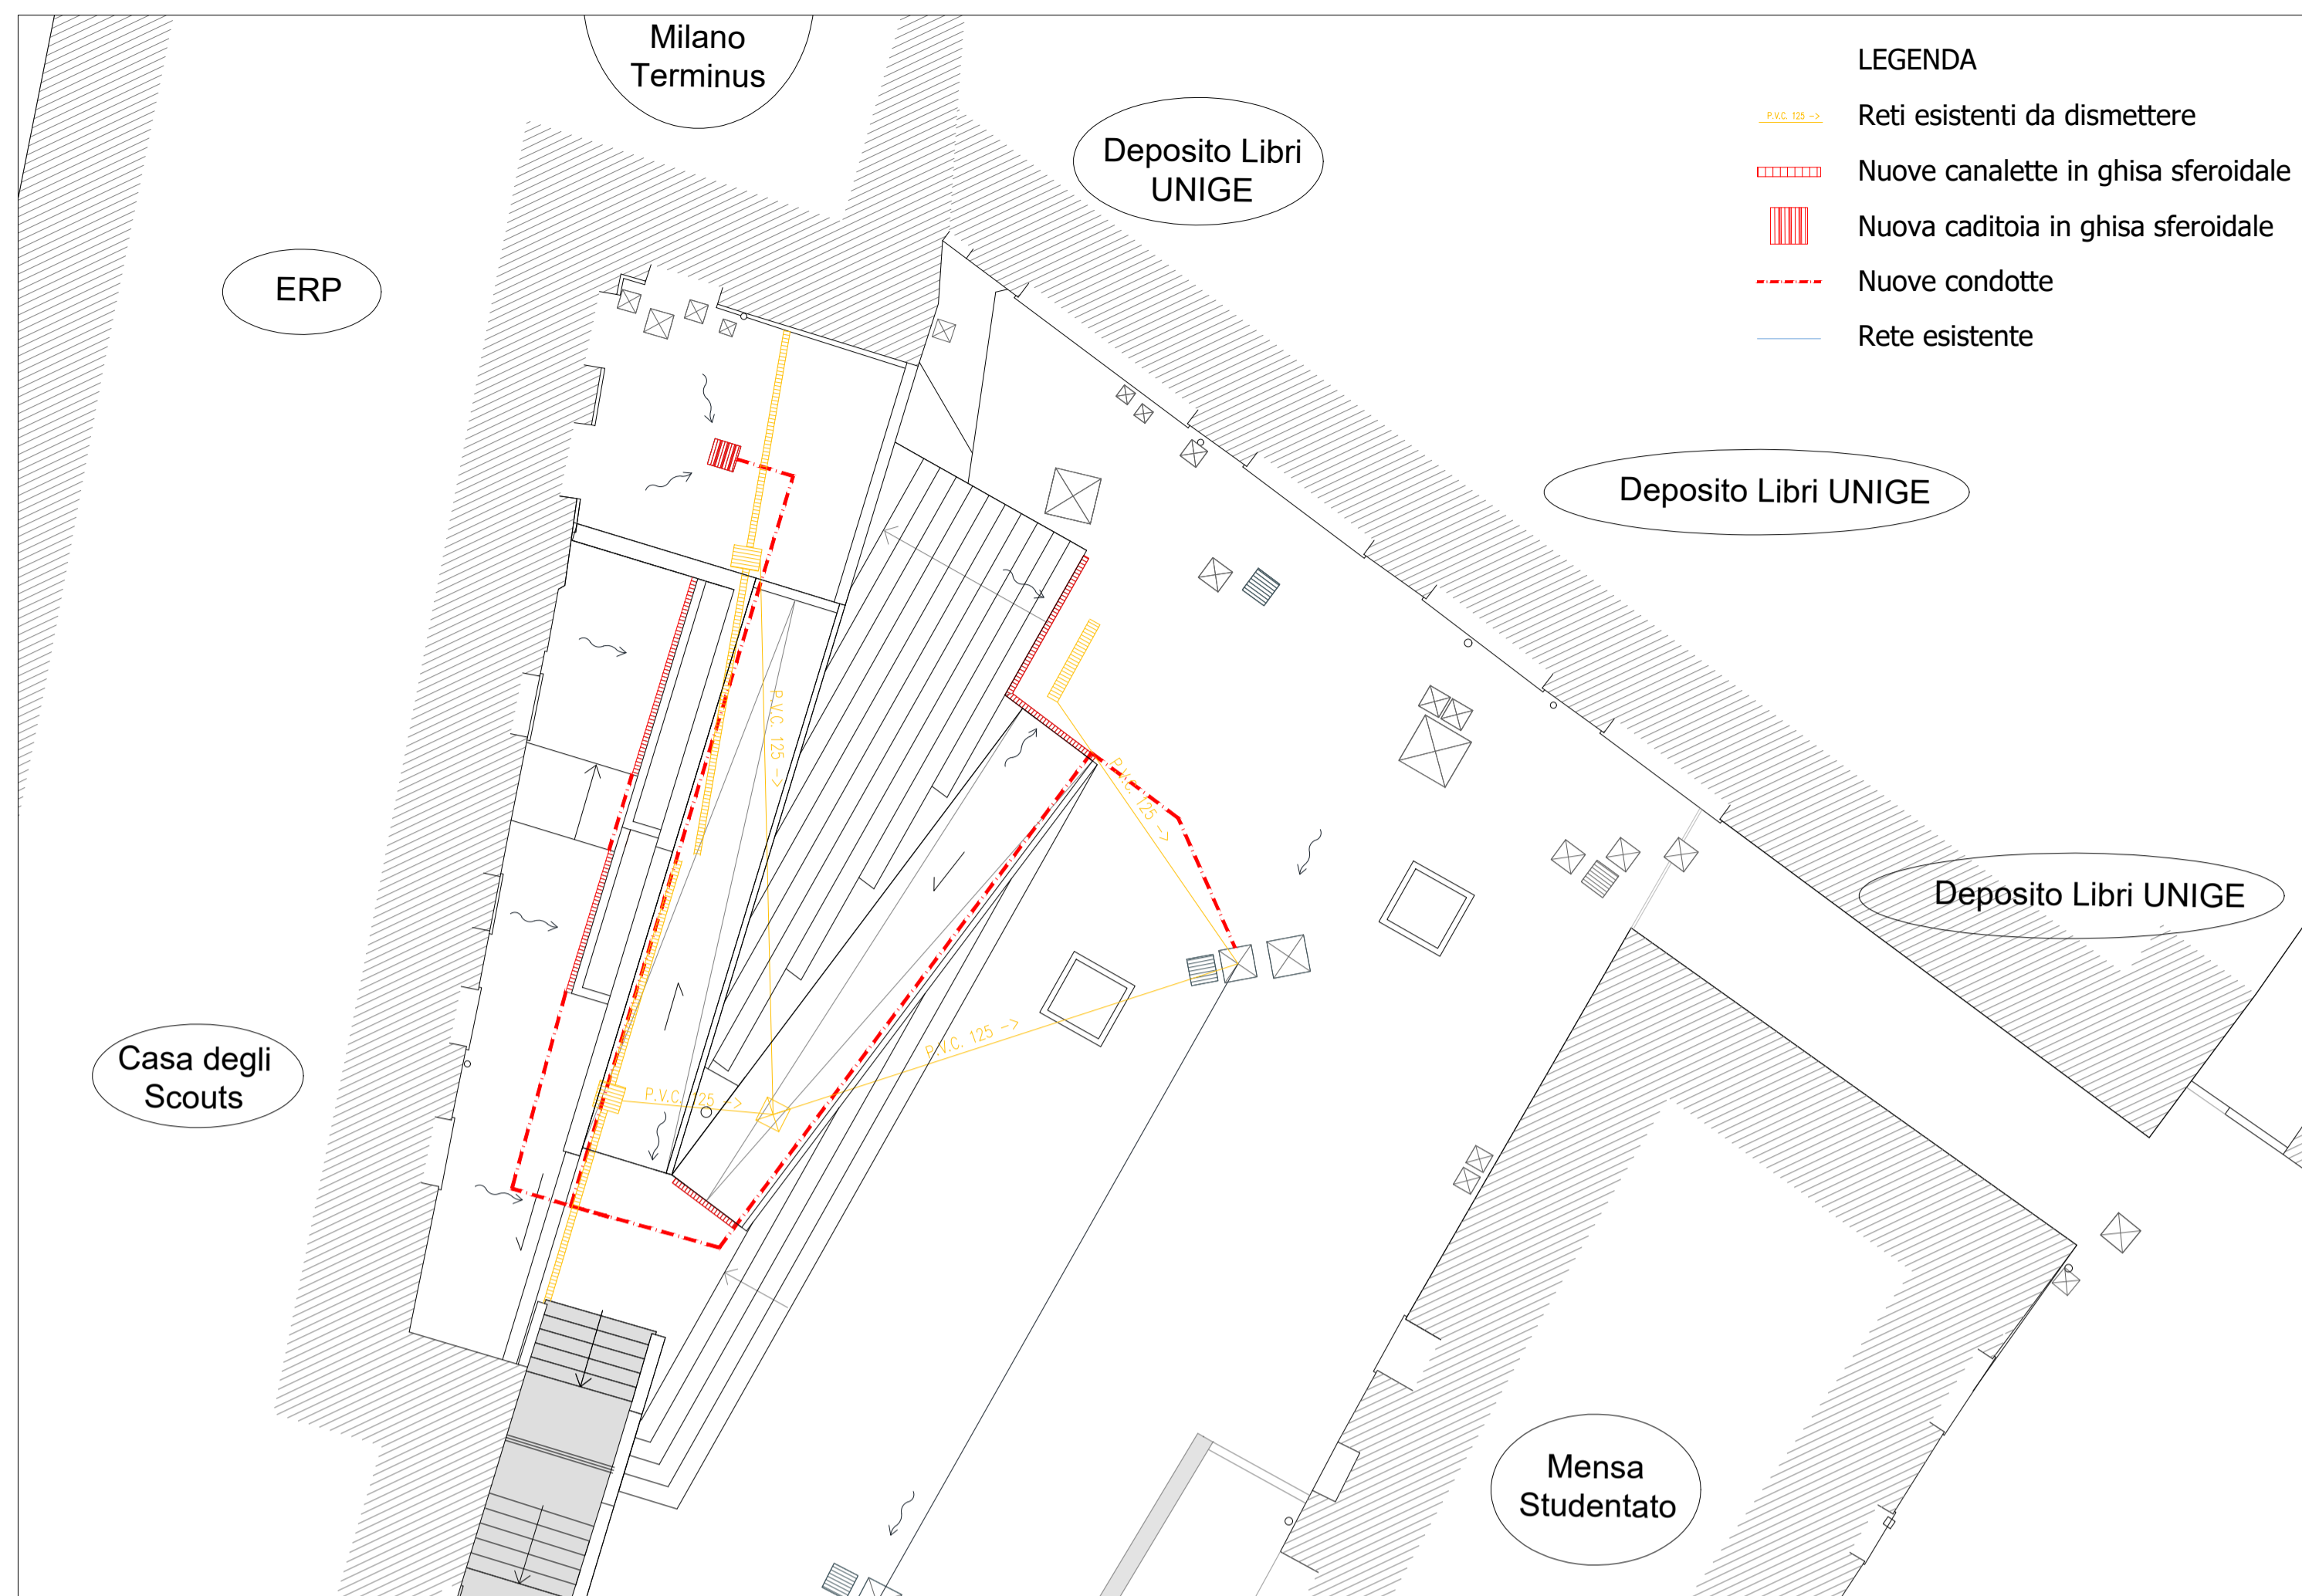 Milano
Terminus
LEGENDA
P.V.C. 125 ->
Reti esistenti da dismettere
Deposito Libri
UNIGE
Nuove canalette in ghisa sferoidale
Nuova caditoia in ghisa sferoidale
ERP
Nuove condotte
Rete esistente
Deposito Libri UNIGE
P.V.C. 125 ->
P.V.C. 125 ->
Deposito Libri UNIGE
P.V.C. 125 ->
Casa degli
Scouts
P.V.C. 125 ->
Mensa
Studentato